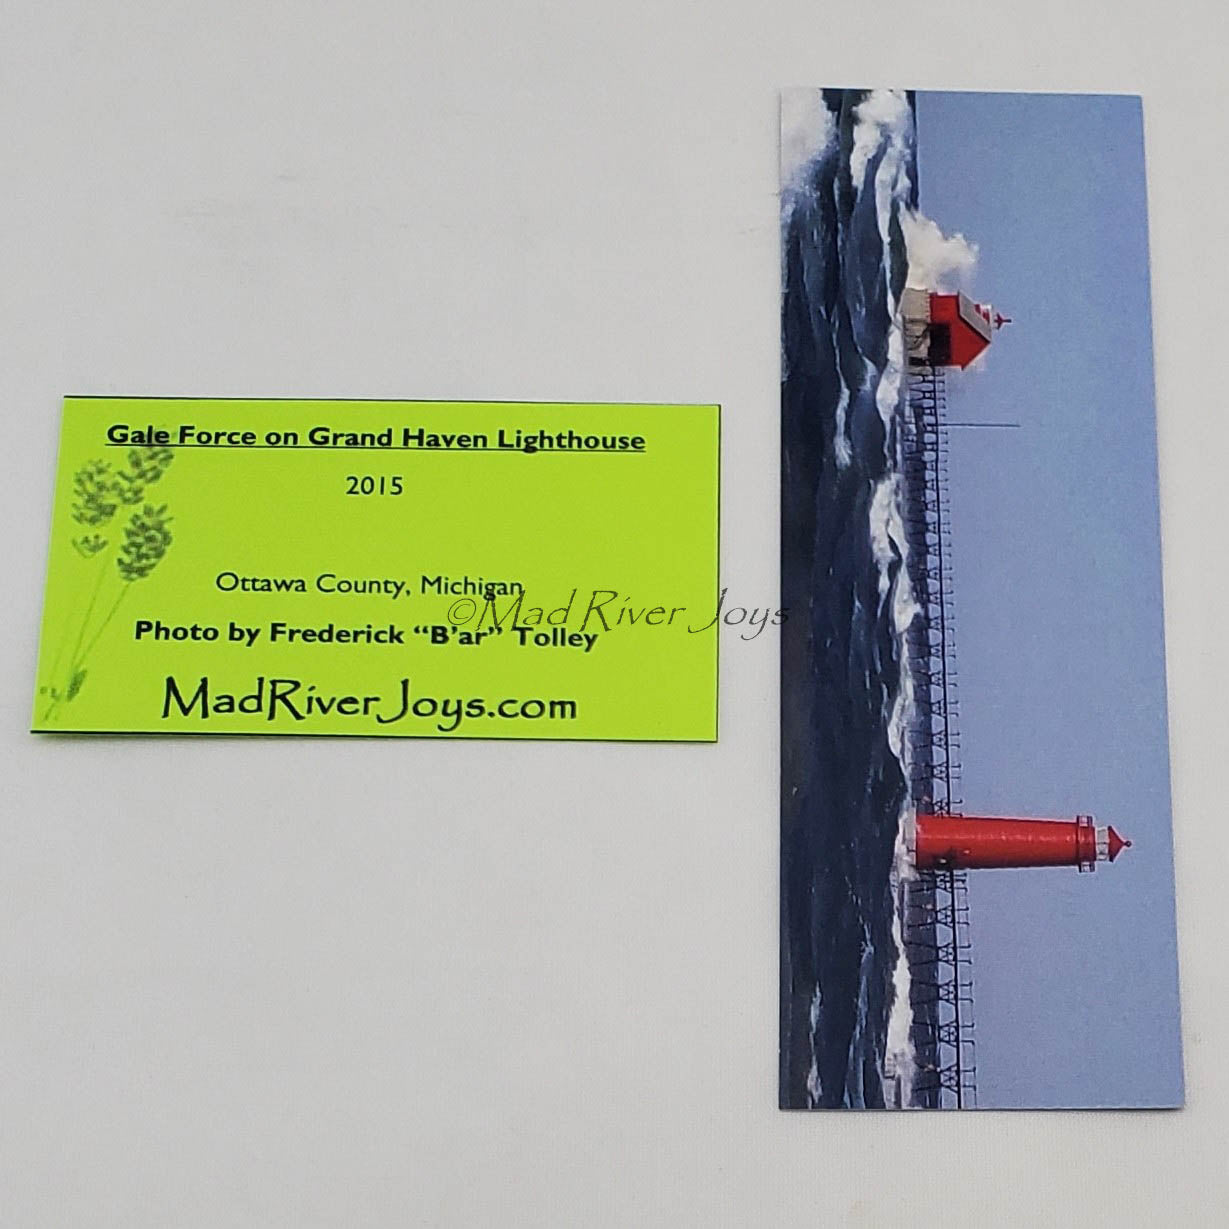 Gale Force on Grand Haven Lighthouse
2015
Ottawa County, Michigan
©Mad River Joys
Photo by Frederick “B’ar” Tolley
MadRiverJoys.com